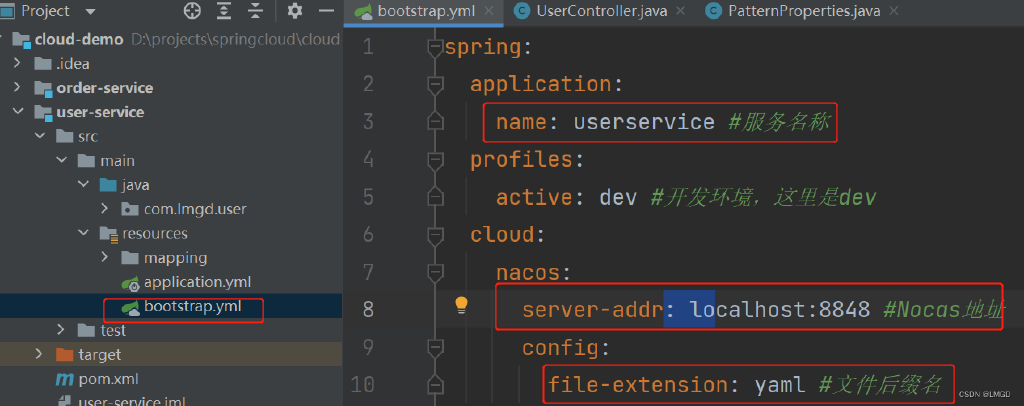 Project
cloud-demo D:\projects\springcloud\cloud
.idea
order-service
user-service
src
main
java
com.lmgd.user
resources
mapping
application.yml
bootstrap.yml
test
target
pom.xml
user-service.iml
bootstrap.yml UserController.java PatternProperties.java
1 spring:
2 application:
3 name: userservice #服务名称
4 profiles:
5 active: dev #开发环境，这里是dev
6 cloud:
7 nacos:
8 server-addr: localhost:8848 #Nocas地址
9 config:
10 file-extension: yaml #文件后缀名
CSDN @LMGD